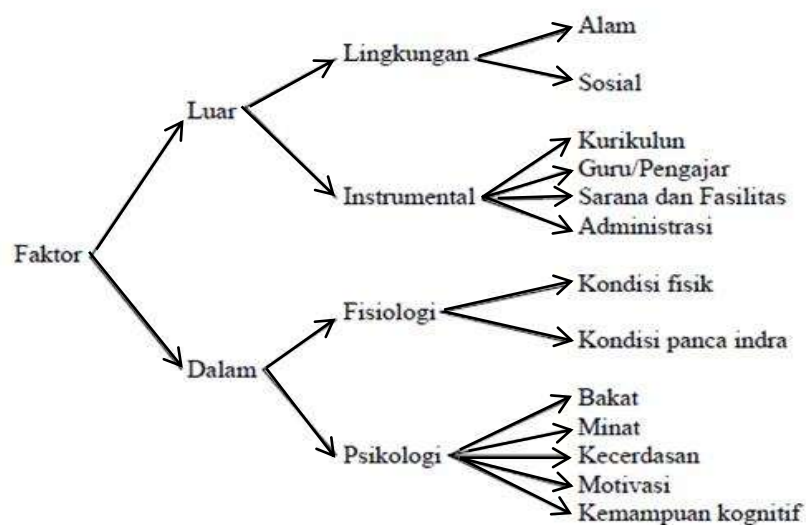 Faktor
Luar
Lingkungan
Alam
Sosial
Instrumental
Kurikulun
Guru/Pengajar
Sarana dan Fasilitas
Administrasi
Dalam
Fisiologi
Kondisi fisik
Kondisi panca indra
Psikologi
Bakat
Minat
Kecerdasan
Motivasi
Kemampuan kognitif